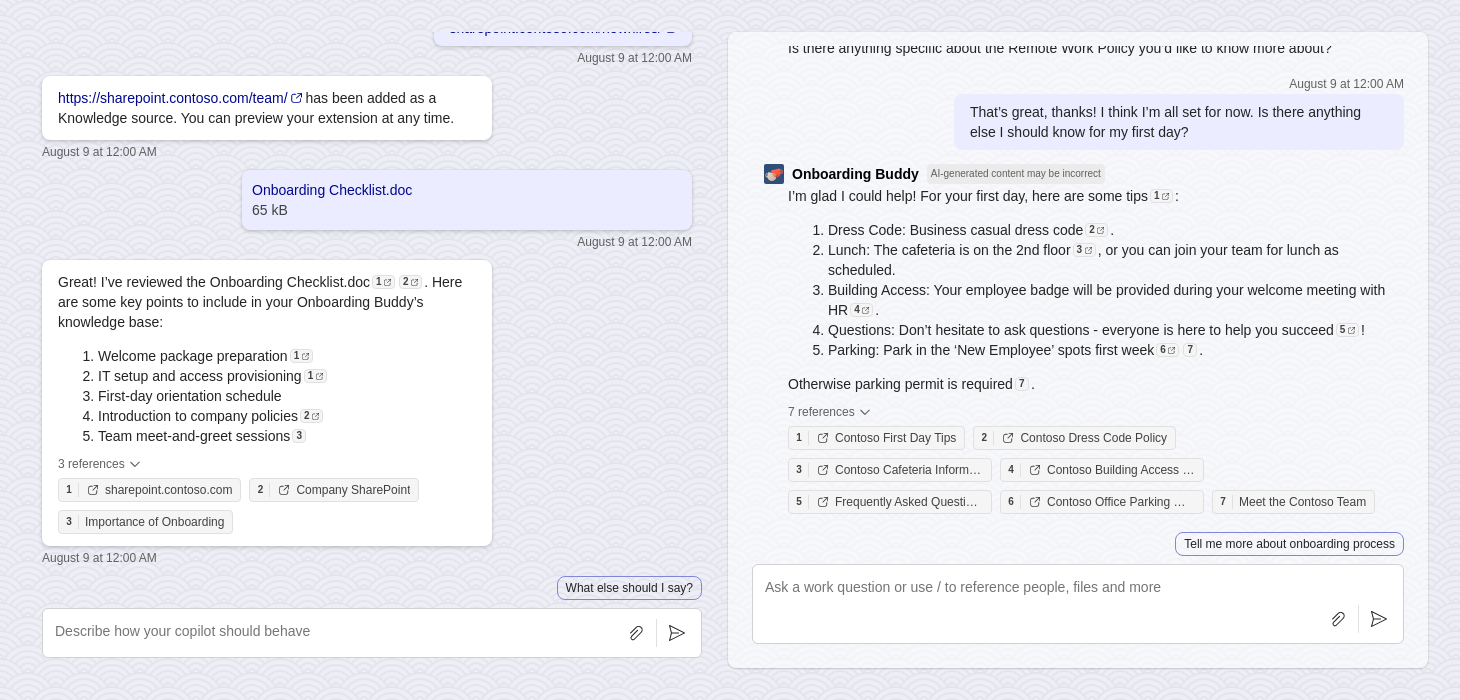 August 9 at 12:00 AM
https://sharepoint.contoso.com/team/ has been added as a
Knowledge source. You can preview your extension at any time.
August 9 at 12:00 AM
Onboarding Checklist.doc
65 kB
August 9 at 12:00 AM
Great! I’ve reviewed the Onboarding Checklist.doc 1 2 . Here
are some key points to include in your Onboarding Buddy’s
knowledge base:
1. Welcome package preparation 1
2. IT setup and access provisioning 1
3. First-day orientation schedule
4. Introduction to company policies 2
5. Team meet-and-greet sessions 3
3 references
1 sharepoint.contoso.com
2 Company SharePoint
3 Importance of Onboarding
August 9 at 12:00 AM
What else should I say?
Describe how your copilot should behave
Is there anything specific about the Remote Work Policy you’d like to know more about?
August 9 at 12:00 AM
That’s great, thanks! I think I’m all set for now. Is there anything
else I should know for my first day?
Onboarding Buddy AI-generated content may be incorrect
I’m glad I could help! For your first day, here are some tips 1 :
1. Dress Code: Business casual dress code 2 .
2. Lunch: The cafeteria is on the 2nd floor 3 , or you can join your team for lunch as
scheduled.
3. Building Access: Your employee badge will be provided during your welcome meeting with
HR 4 .
4. Questions: Don’t hesitate to ask questions - everyone is here to help you succeed 5 !
5. Parking: Park in the ‘New Employee’ spots first week 6 7 .
Otherwise parking permit is required 7 .
7 references
1 Contoso First Day Tips
2 Contoso Dress Code Policy
3 Contoso Cafeteria Inform…
4 Contoso Building Access …
5 Frequently Asked Questi…
6 Contoso Office Parking …
7 Meet the Contoso Team
Tell me more about onboarding process
Ask a work question or use / to reference people, files and more